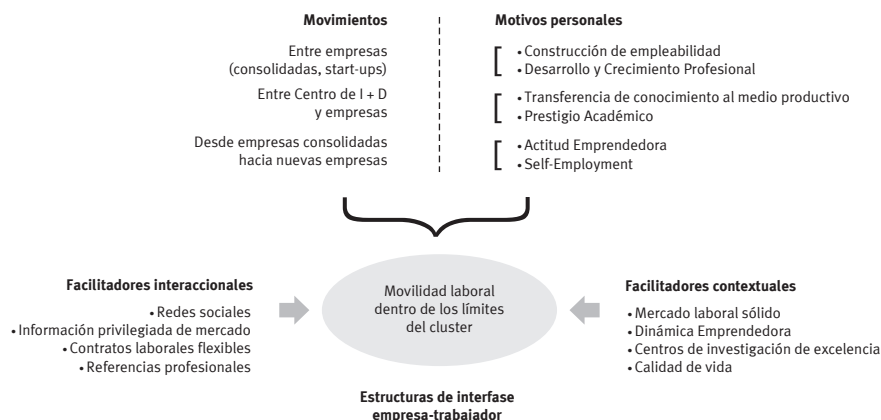 Movimientos
Entre empresas
(consolidadas, start-ups)
Entre Centro de I + D
y empresas
Desde empresas consolidadas
hacia nuevas empresas
Motivos personales
• Construcción de empleabilidad
• Desarrollo y Crecimiento Profesional
• Transferencia de conocimiento al medio productivo
• Prestigio Académico
• Actitud Emprendedora
• Self-Employment
Facilitadores interaccionales
• Redes sociales
• Información privilegiada de mercado
• Contratos laborales flexibles
• Referencias profesionales
Movilidad laboral
dentro de los límites
del cluster
Facilitadores contextuales
• Mercado laboral sólido
• Dinámica Emprendedora
• Centros de investigación de excelencia
• Calidad de vida
Estructuras de interfase
empresa-trabajador